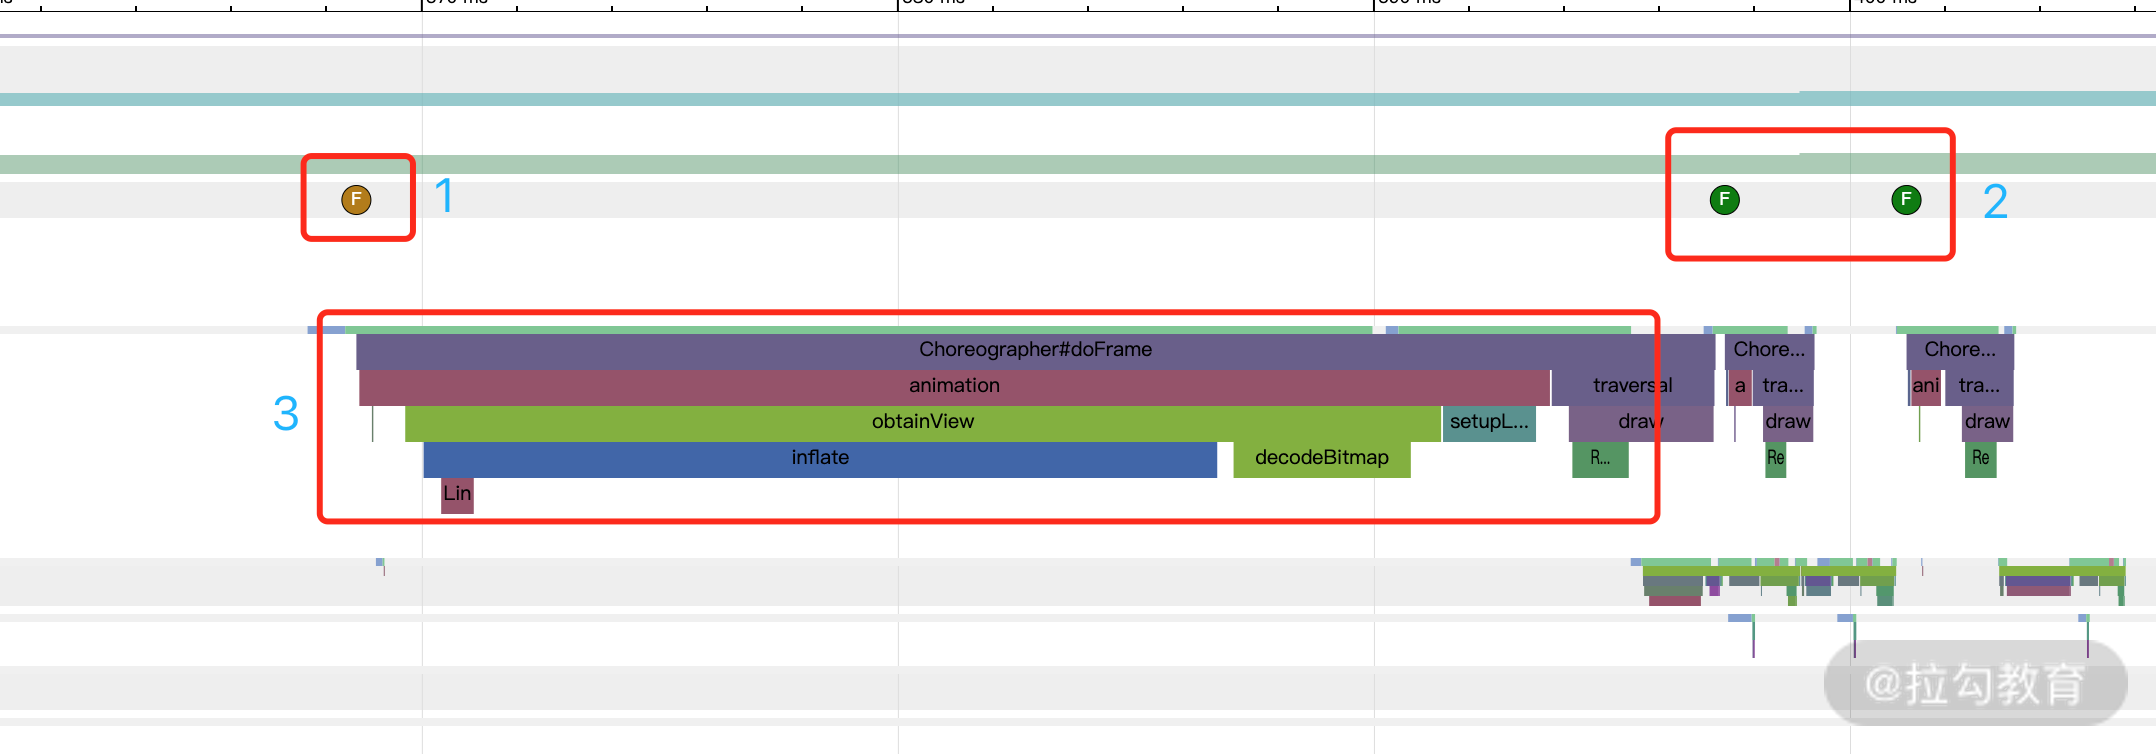 F
1
F
F
2
3
Choreographer#doFrame
Chore...
Chore...
animation
traversal
a
tra...
ani
tra...
obtainView
setupL...
draw
draw
draw
inflate
decodeBitmap
R...
Re
Re
Lin
@拉勾教育